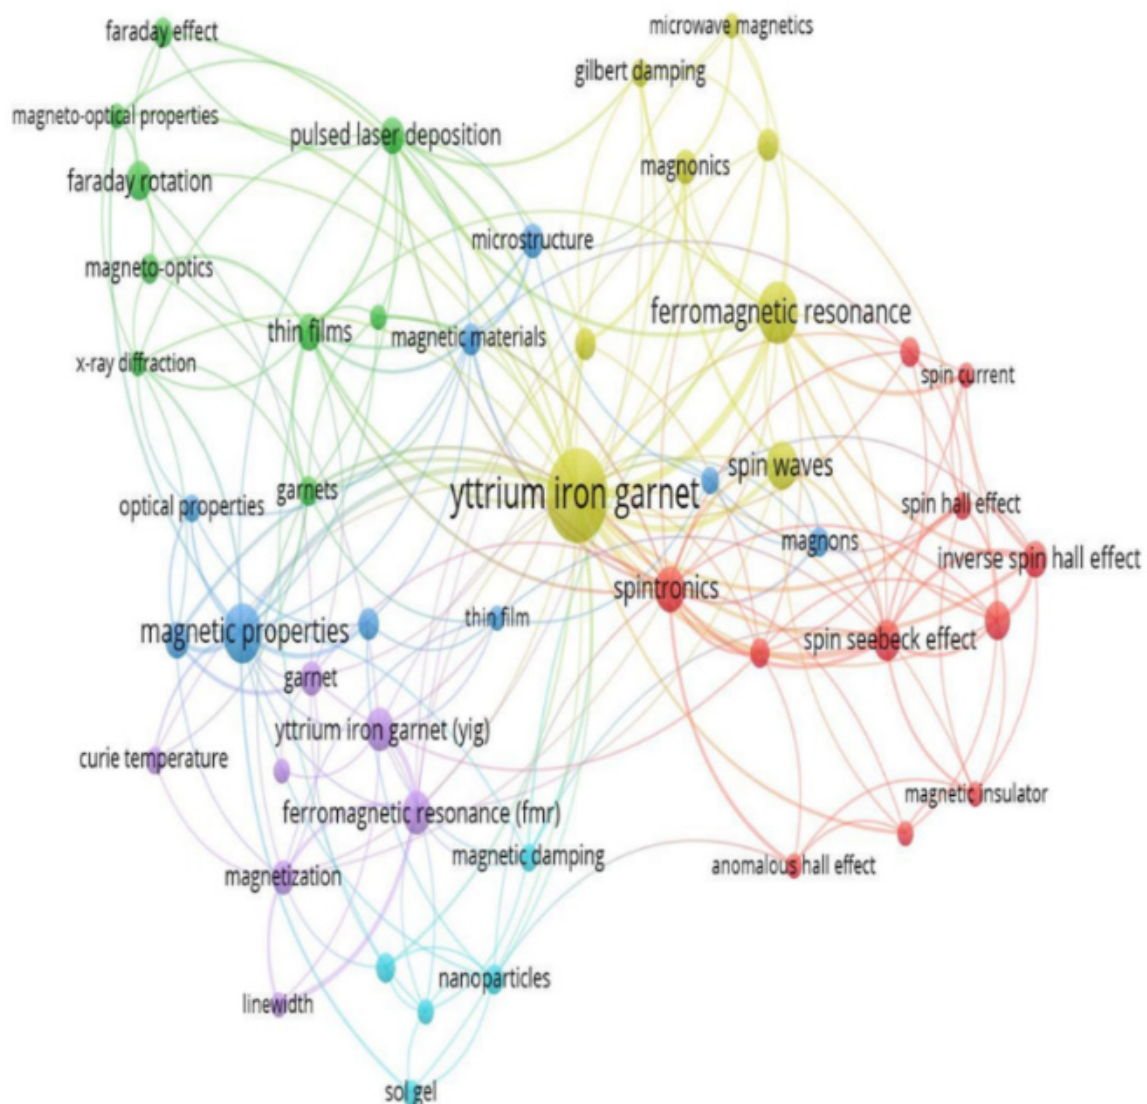 faraday effect
microwave magnetics
gilbert damping
magneto-optical properties
pulsed laser deposition
magnonics
faraday rotation
microstructure
magneto-optics
ferromagnetic resonance
thin films
magnetic materials
x-ray diffraction
spin current
spin waves
garnets
yttrium iron garnet
optical properties
spin hall effect
magnons
inverse spin hall effect
spintronics
thin film
magnetic properties
spin seebeck effect
garnet
yttrium iron garnet (yig)
curie temperature
magnetic insulator
ferromagnetic resonance (fmr)
magnetic damping
anomalous hall effect
magnetization
nanoparticles
linewidth
sol gel